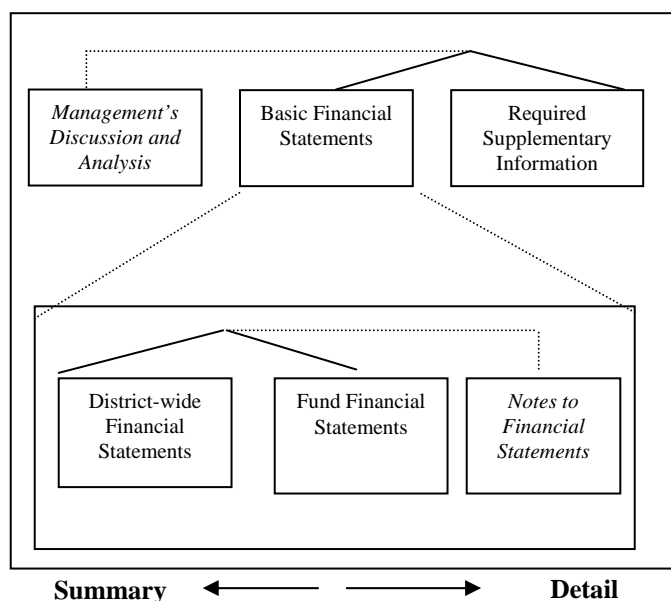 Management’s
Discussion and
Analysis
Basic Financial
Statements
Required
Supplementary
Information
District-wide
Financial
Statements
Fund Financial
Statements
Notes to
Financial
Statements
Summary
Detail